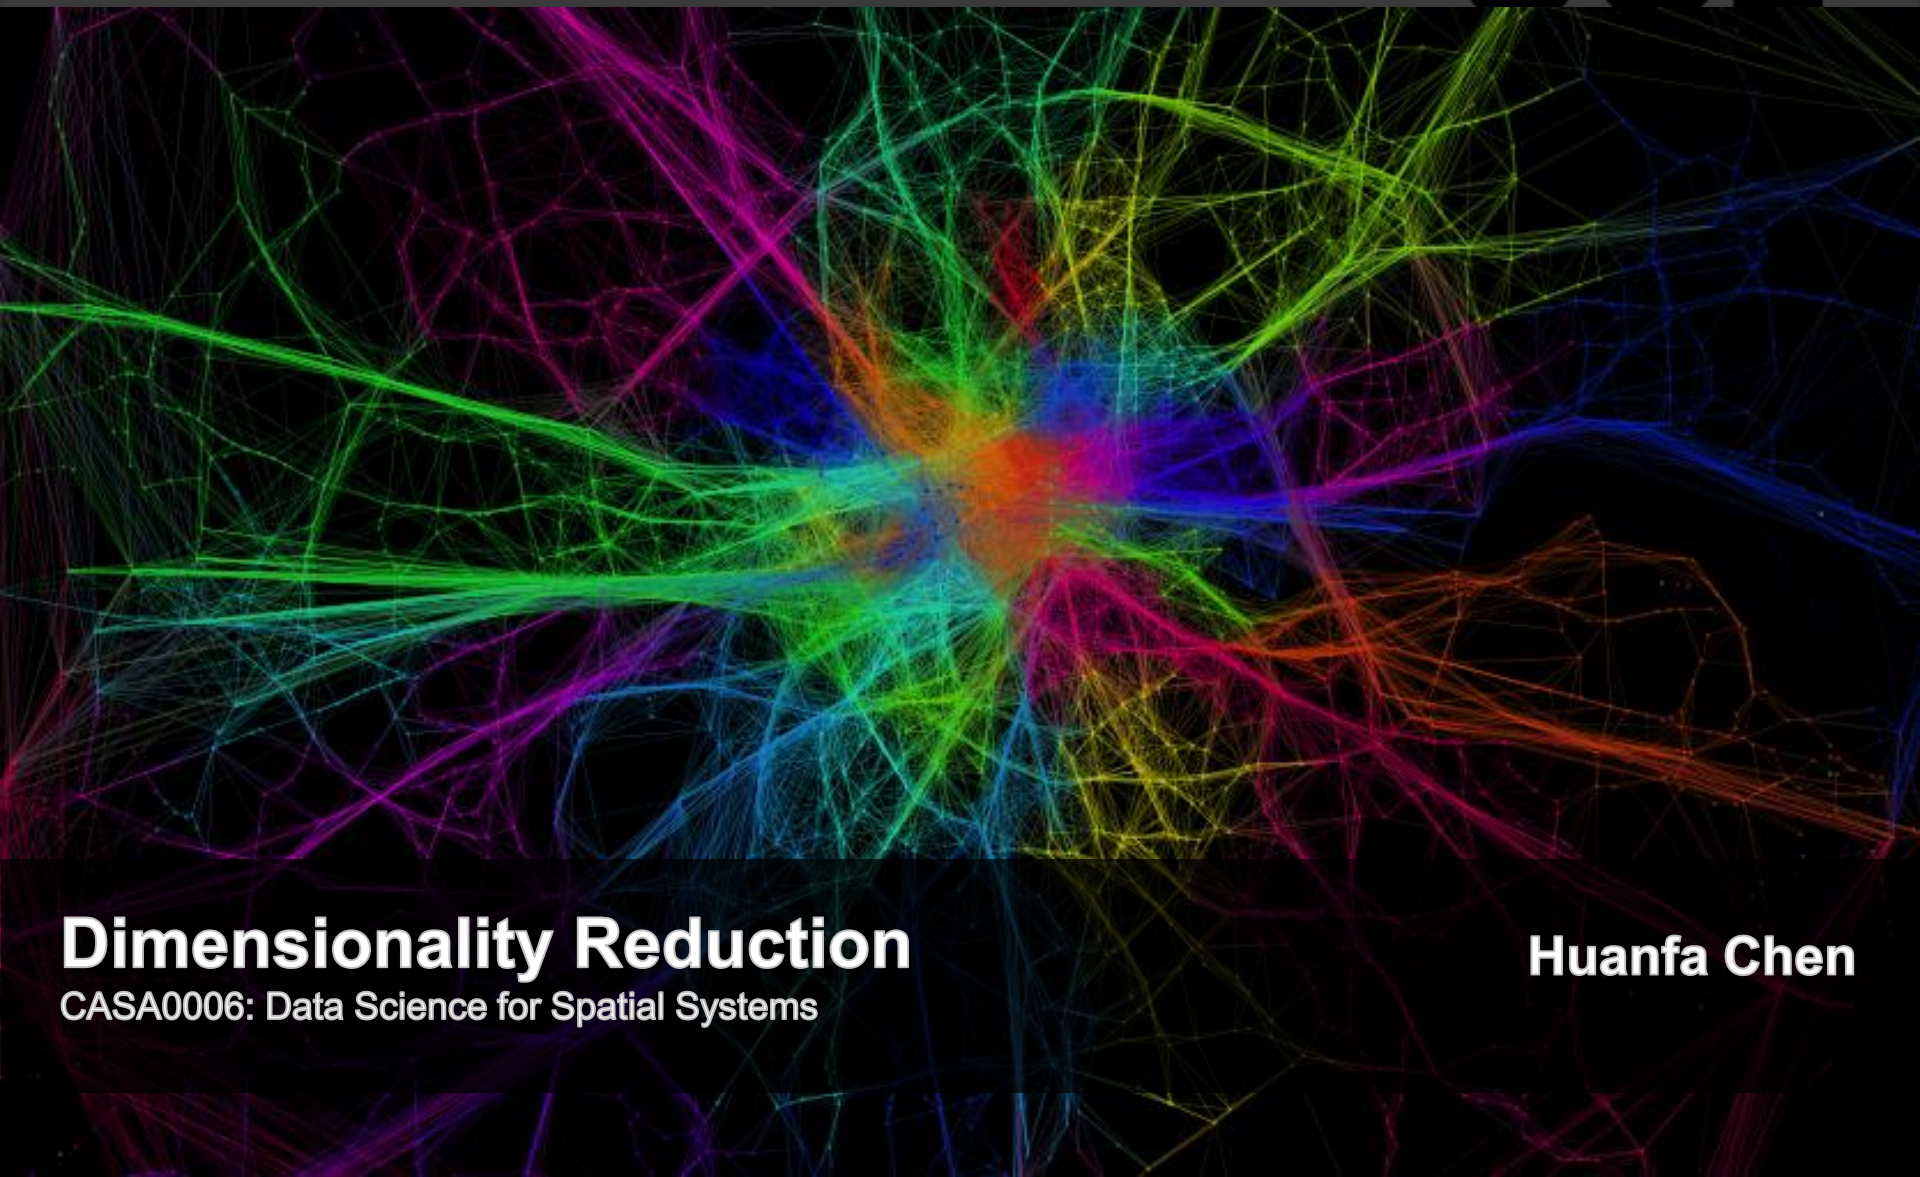 Dimensionality Reduction
CASA0006: Data Science for Spatial Systems
Huanfa Chen